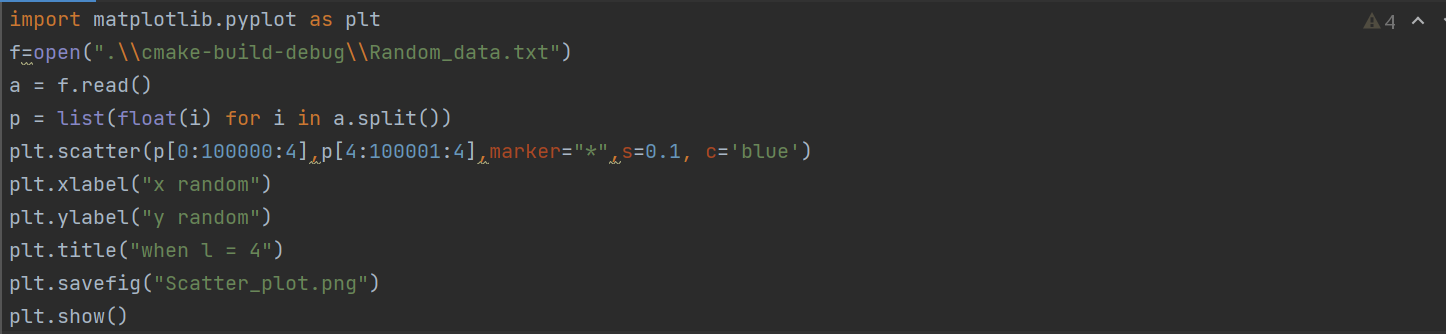 import matplotlib.pyplot as plt
4
f=open(".\\cmake-build-debug\\Random_data.txt")
a = f.read()
p = list(float(i) for i in a.split())
plt.scatter(p[0:100000:4],p[4:100001:4],marker="*",s=0.1, c='blue')
plt.xlabel("x random")
plt.ylabel("y random")
plt.title("when l = 4")
plt.savefig("Scatter_plot.png")
plt.show()